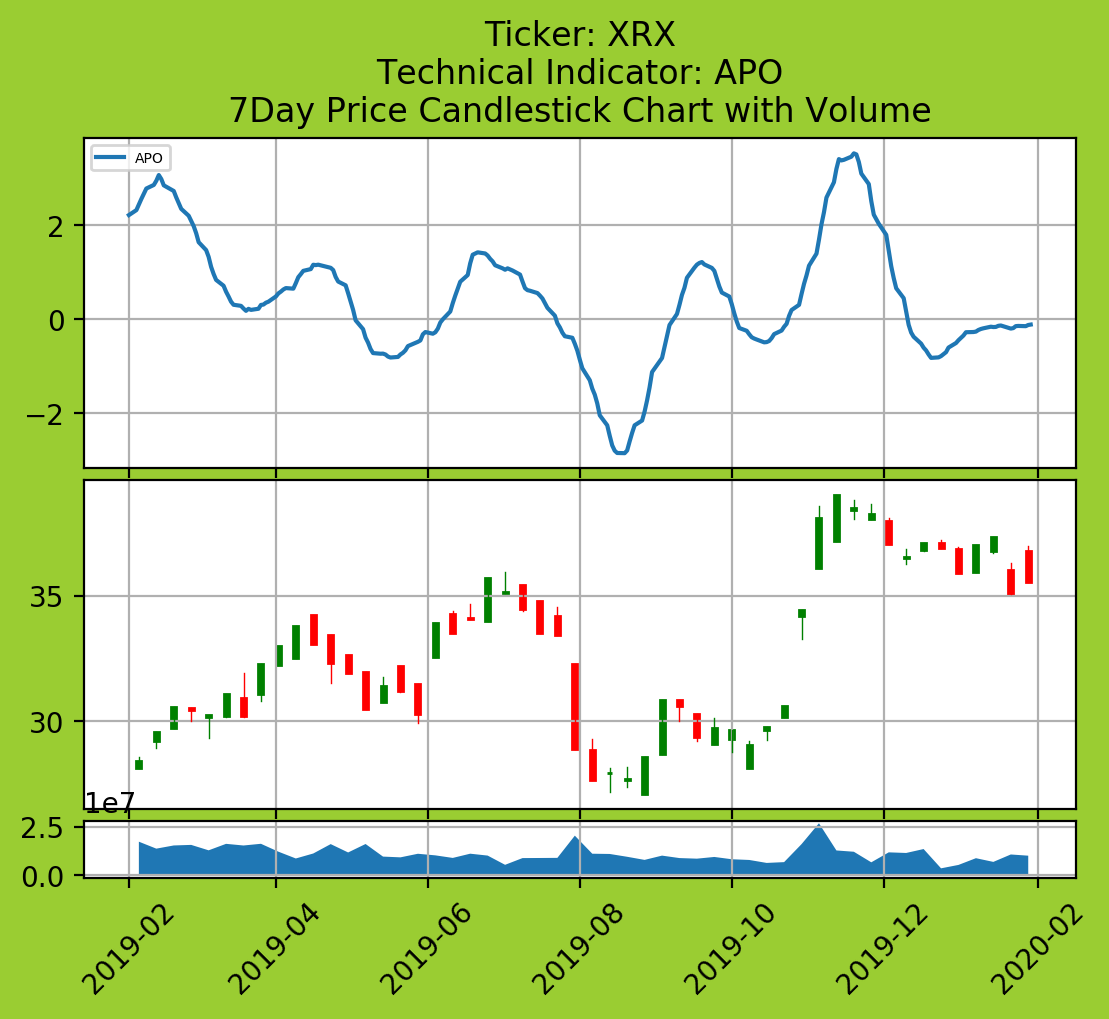 Ticker: XRX
Technical Indicator: APO
7Day Price Candlestick Chart with Volume
APO
2
0
−2
35
30
1e7
2.5
0.0
2019-02
2019-04
2019-06
2019-08
2019-10
2019-12
2020-02